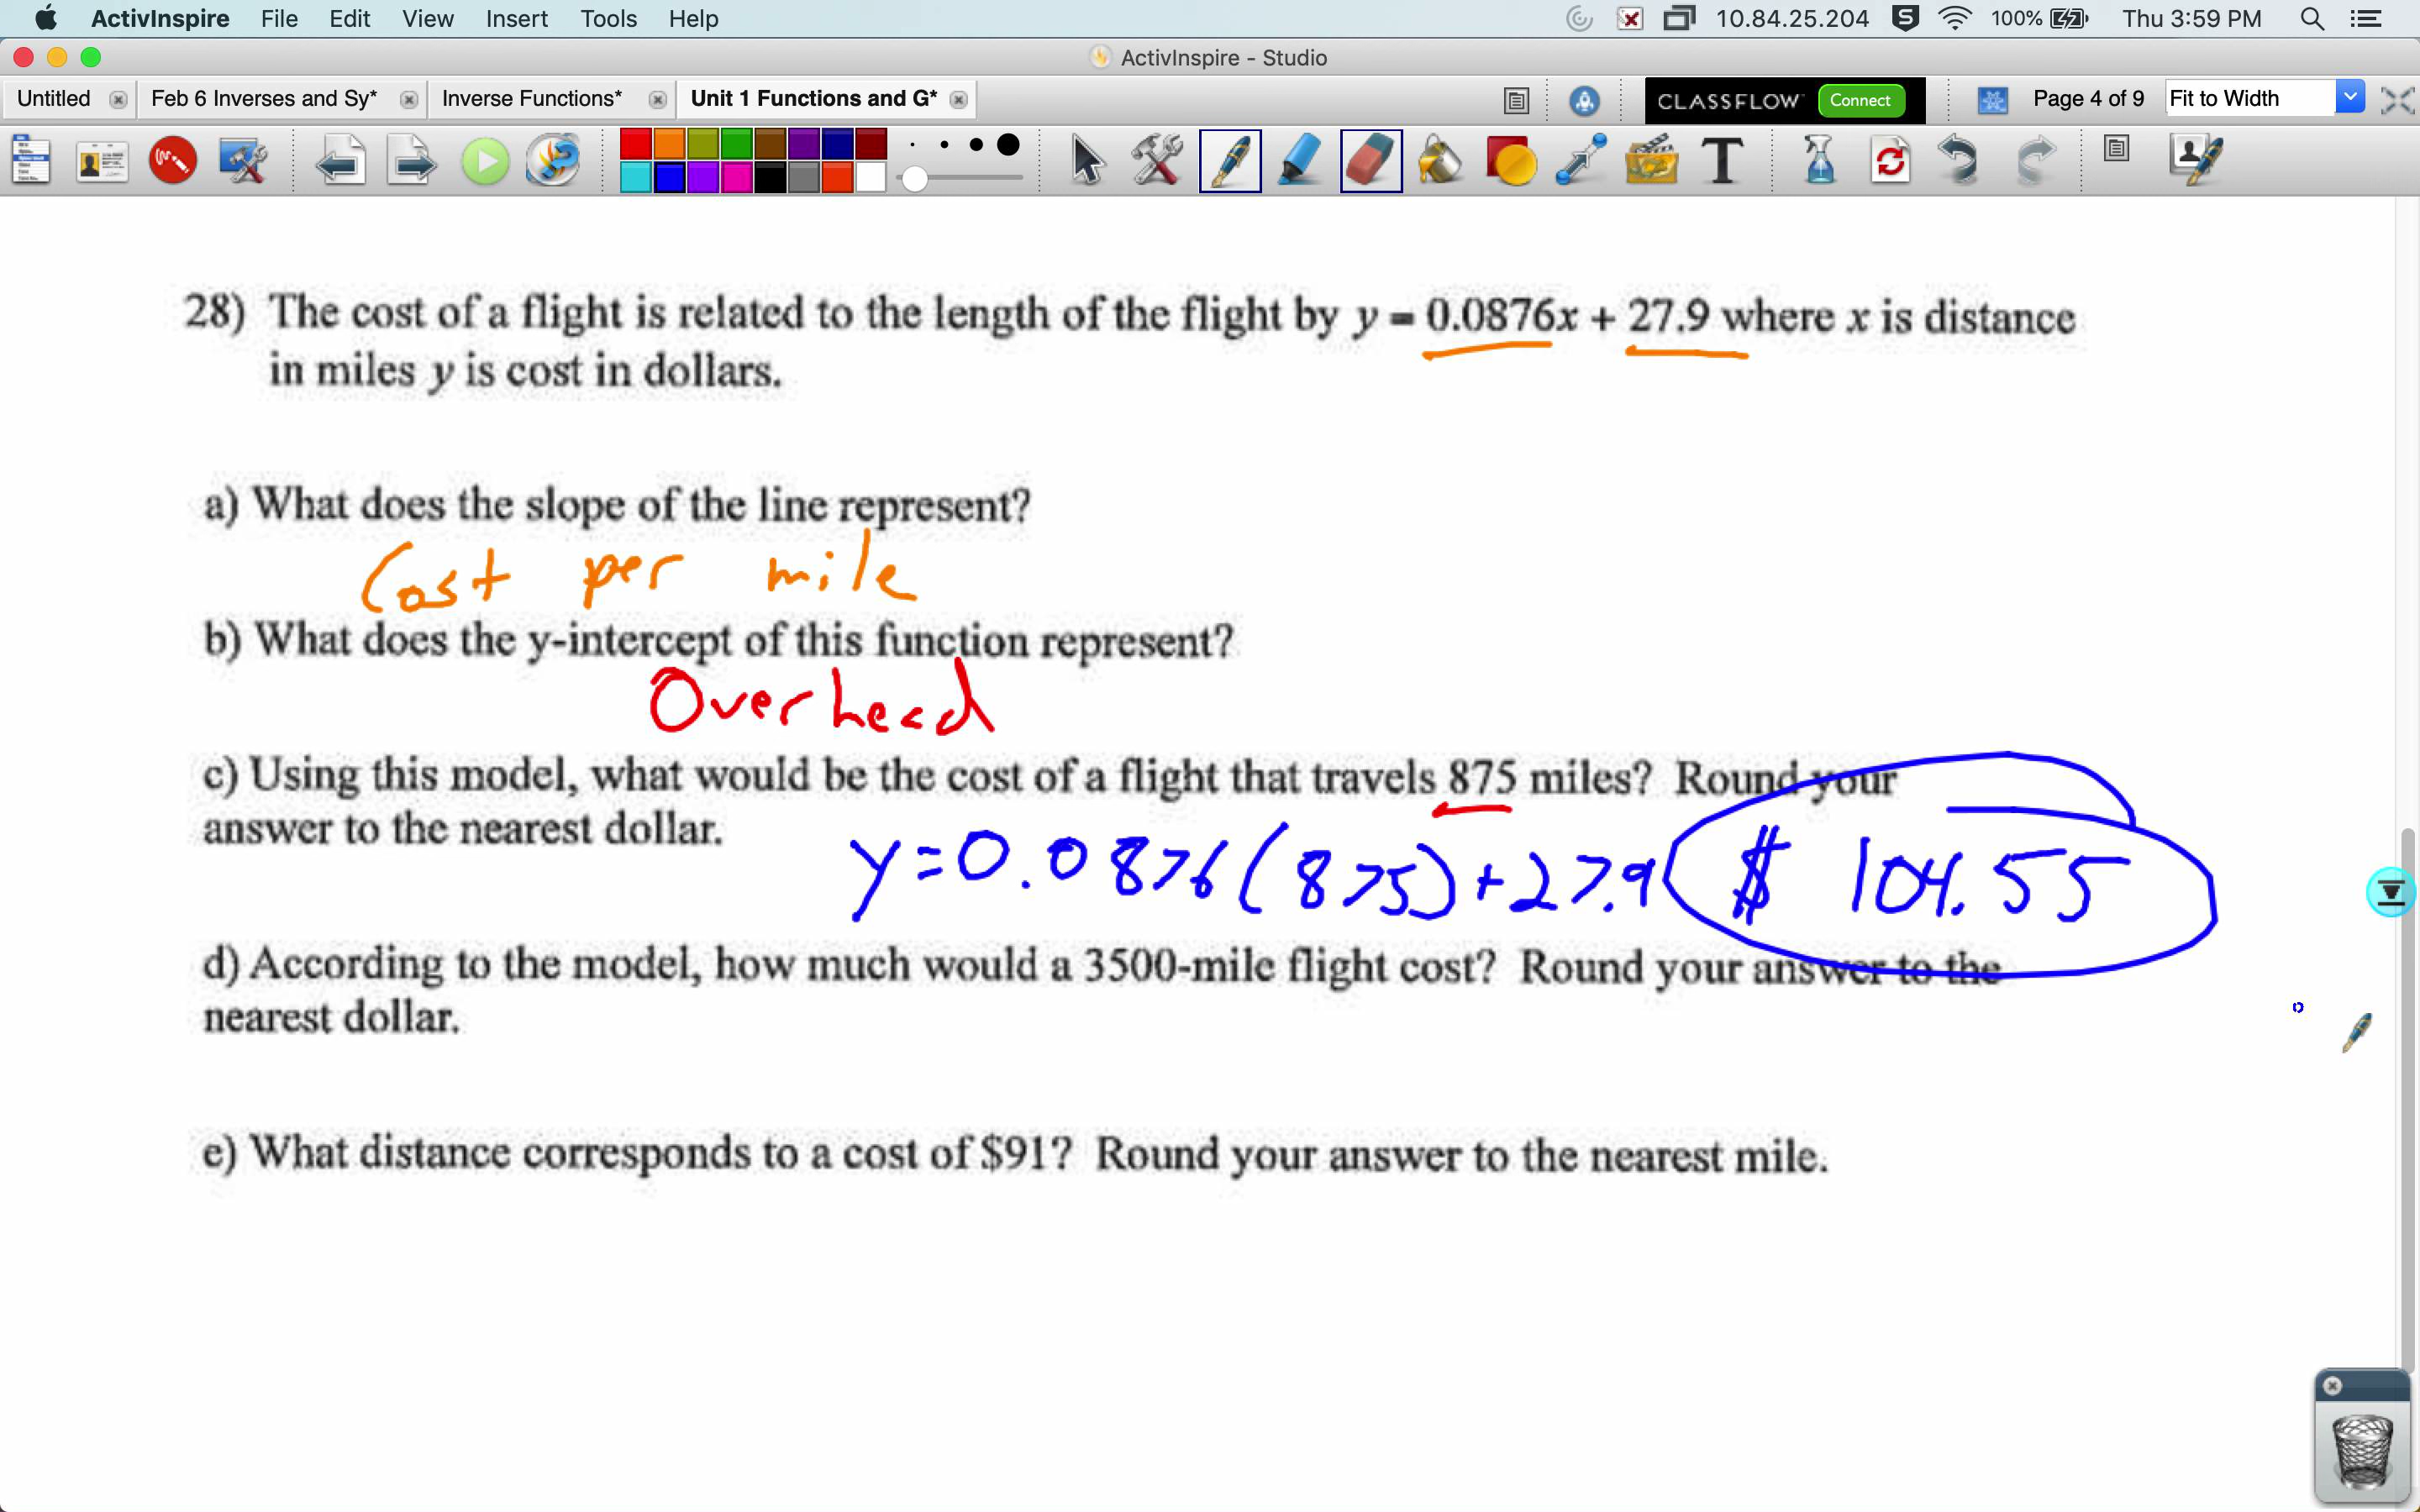 ActivInspire File Edit View Insert Tools Help 10.84.25.204 100% Thu 3:59 PM
ActivInspire - Studio
Untitled Feb 6 Inverses and Sy* Inverse Functions* Unit 1 Functions and G* CLASSFLOW Connect Page 4 of 9 Fit to Width
28) The cost of a flight is related to the length of the flight by y = 0.0876x + 27.9 where x is distance
in miles y is cost in dollars.
a) What does the slope of the line represent?
Cost per mile
b) What does the y-intercept of this function represent?
Overhead
c) Using this model, what would be the cost of a flight that travels 875 miles? Round your
answer to the nearest dollar.
y=0.0876(875)+27.9 $ 104.55
d) According to the model, how much would a 3500-mile flight cost? Round your answer to the
nearest dollar.
e) What distance corresponds to a cost of $91? Round your answer to the nearest mile.